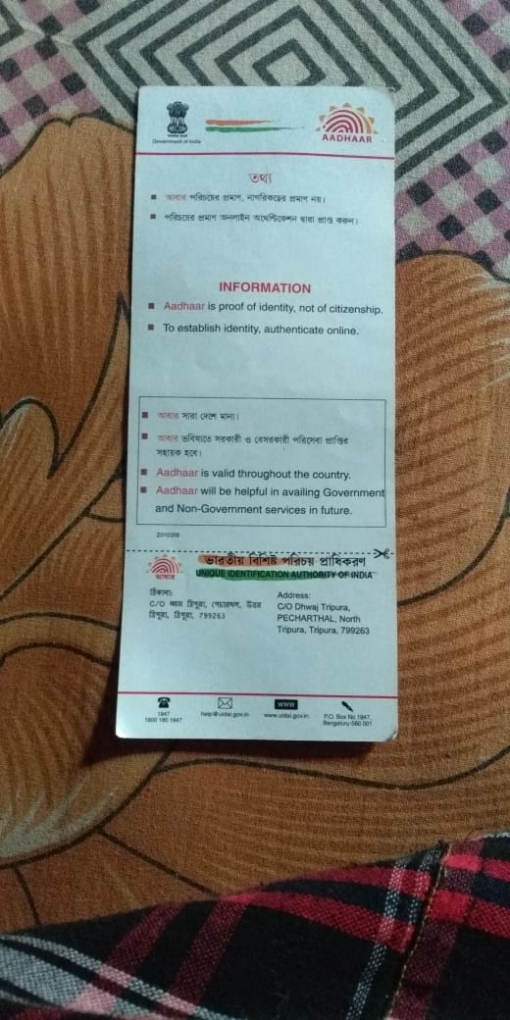 Government of India
AADHAAR
তথ্য
আধার পরিচয়ের প্রমাণ, নাগরিকত্বের প্রমাণ নয়।
পরিচয়ের প্রমাণ অনলাইন অথেন্টিকেশন দ্বারা প্রাপ্ত করুন।
INFORMATION
Aadhaar is proof of identity, not of citizenship.
To establish identity, authenticate online.
আধার সারা দেশে মান্য।
আধার ভবিষ্যতে সরকারী ও বেসরকারী পরিসেবা প্রাপ্তির
সহায়ক হবে।
Aadhaar is valid throughout the country.
Aadhaar will be helpful in availing Government
and Non-Government services in future.
ভারতীয় বিশিষ্ট পরিচয় প্রাধিকরণ
UNIQUE IDENTIFICATION AUTHORITY OF INDIA
আধার
ঠিকানা:
C/O ধ্বজ ত্রিপুরা, পেচারথল, উত্তর
ত্রিপুরা, ত্রিপুরা, 799263
Address:
C/O Dhwaj Tripura,
PECHARTHAL, North
Tripura, Tripura, 799263
1947
1800 180 1947
help@uidai.gov.in
WWW
www.uidai.gov.in
P.O. Box No.1947,
Bengaluru-560 001